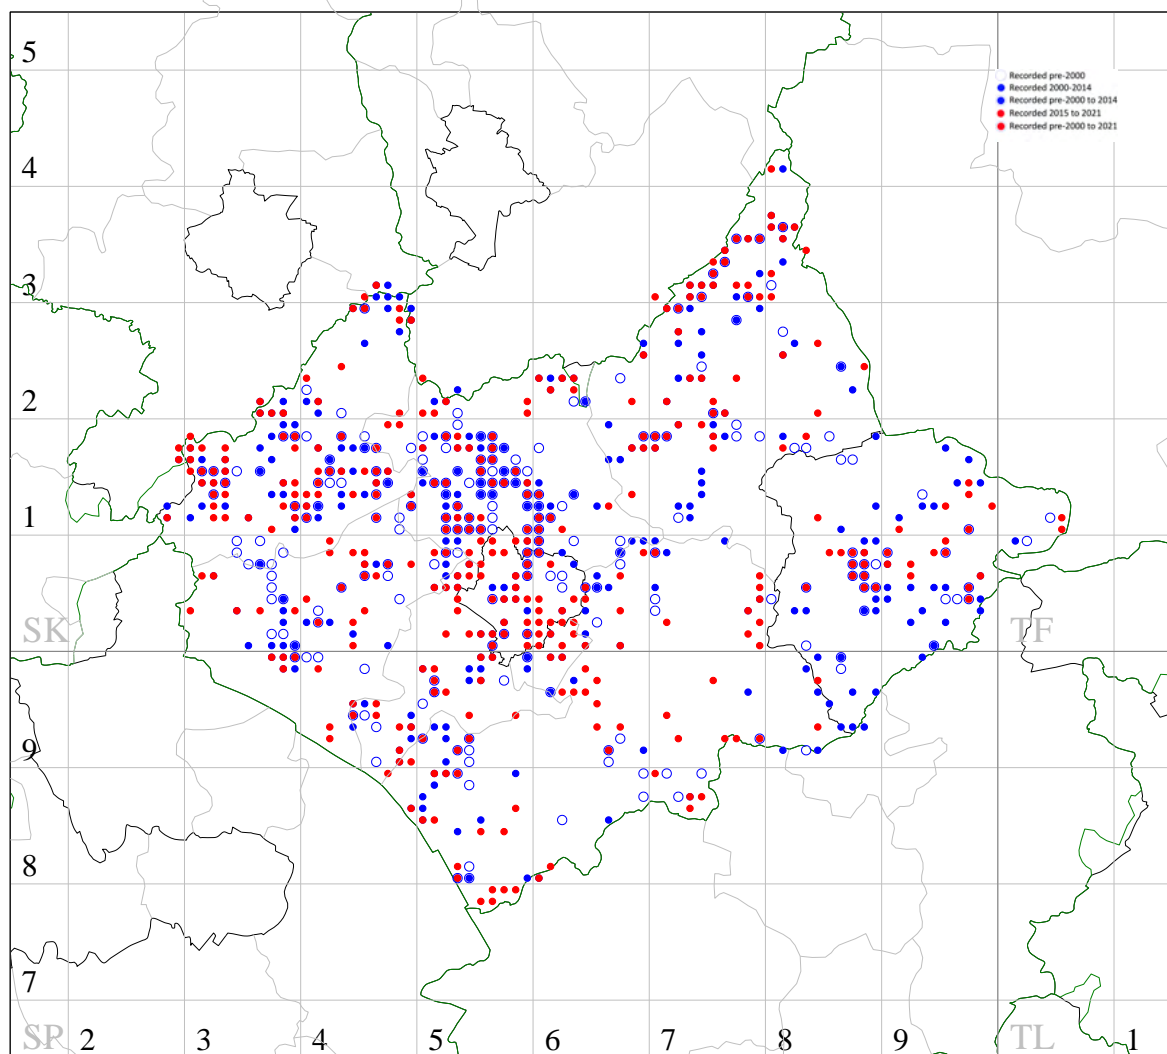 5
Recorded pre-2000
Recorded 2000-2014
Recorded pre-2000 to 2014
Recorded 2015 to 2021
Recorded pre-2000 to 2021
4
3
2
1
SK
TF
9
8
7
SP 2 3 4 5 6 7 8 9 TL 1